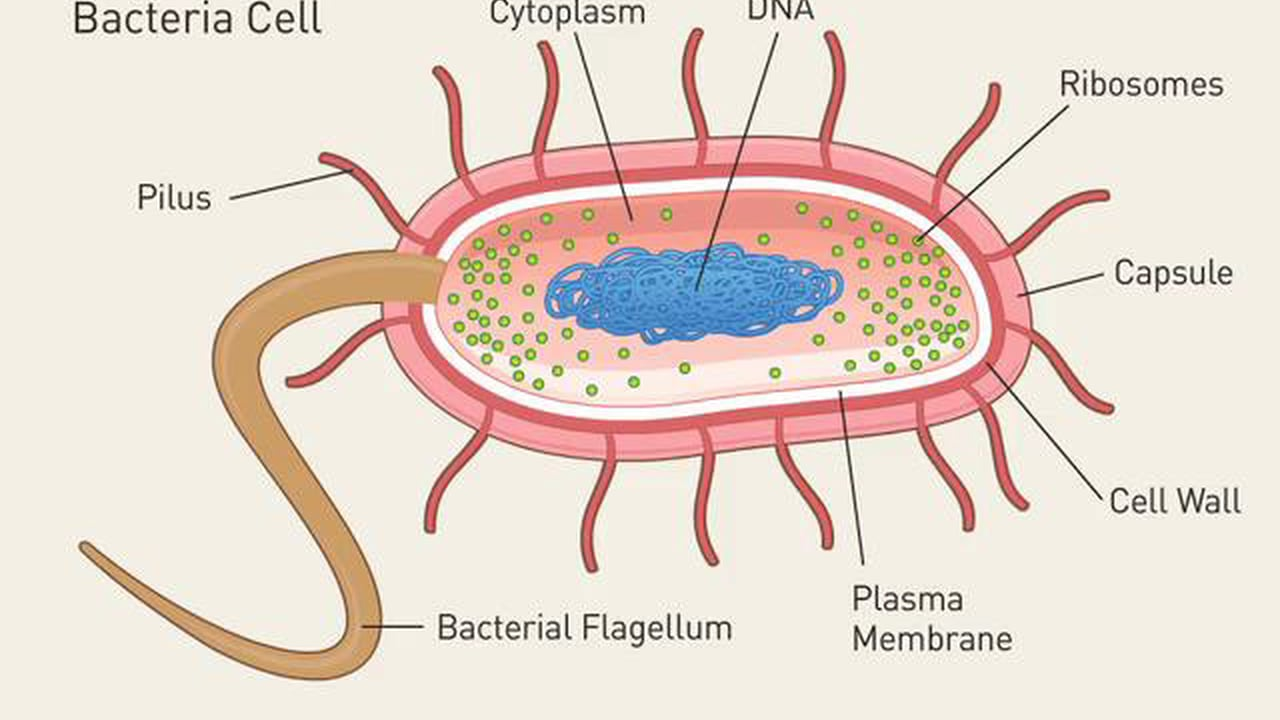 Bacteria Cell
Cytoplasm
DNA
Ribosomes
Pilus
Capsule
Cell Wall
Plasma
Membrane
Bacterial Flagellum